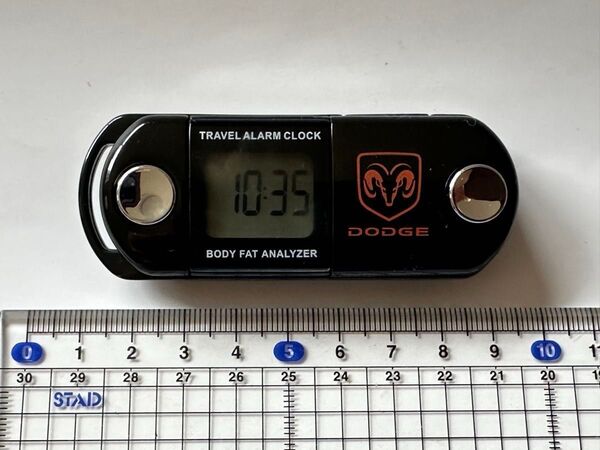 TRAVEL ALARM CLOCK
10:35
DODGE
BODY FAT ANALYZER
0 1 2 3 4 5 6 7 8 9 10 11
30 29 28 27 26 25 24 23 22 21 20 19
STAD